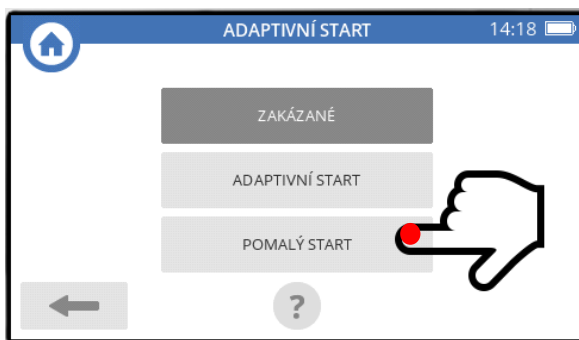 ADAPTIVNÍ START 14:18
ZAKÁZANÉ
ADAPTIVNÍ START
POMALÝ START
?